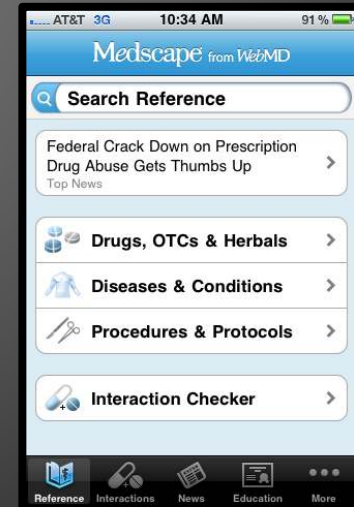 AT&T 3G 10:34 AM 91 %
Medscape from WebMD
Search Reference
Federal Crack Down on Prescription
Drug Abuse Gets Thumbs Up
Top News
Drugs, OTCs & Herbals
Diseases & Conditions
Procedures & Protocols
Interaction Checker
Reference Interactions News Education More